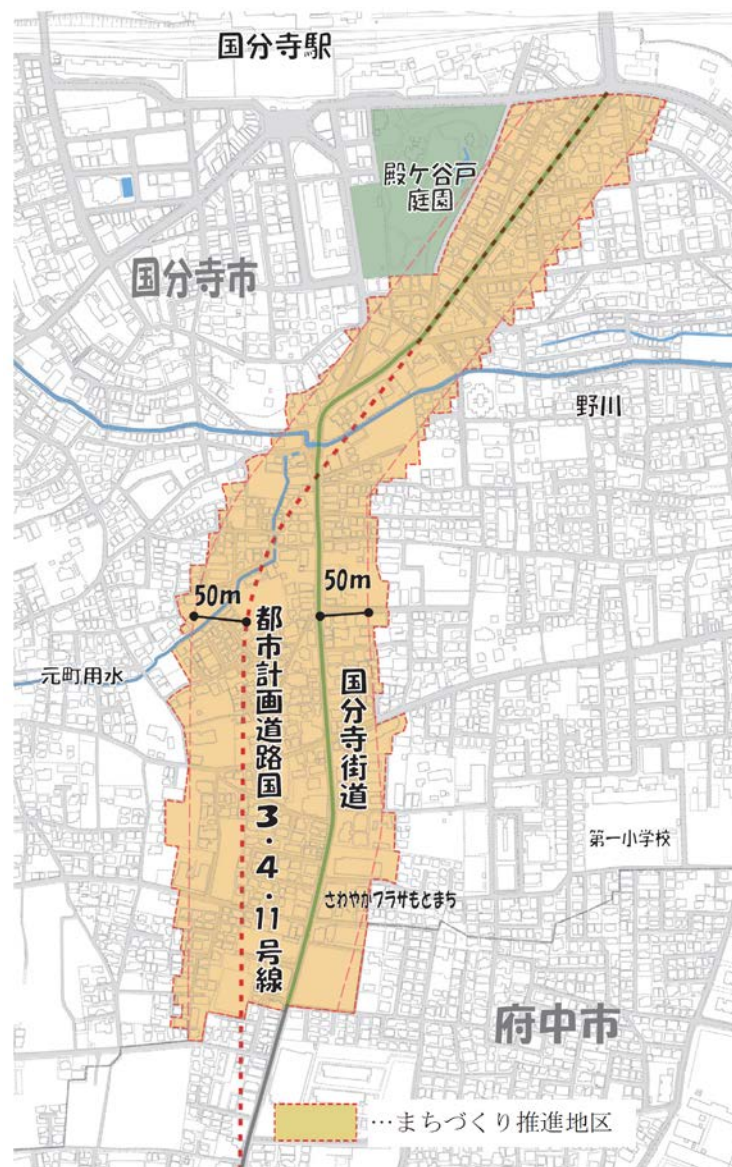 国分寺駅
殿ケ谷戸
庭園
国分寺市
野川
50m
50m
都市計画道路国3・4・11号線
国分寺街道
元町用水
第一小学校
さわやかプラザもとまち
府中市
…まちづくり推進地区